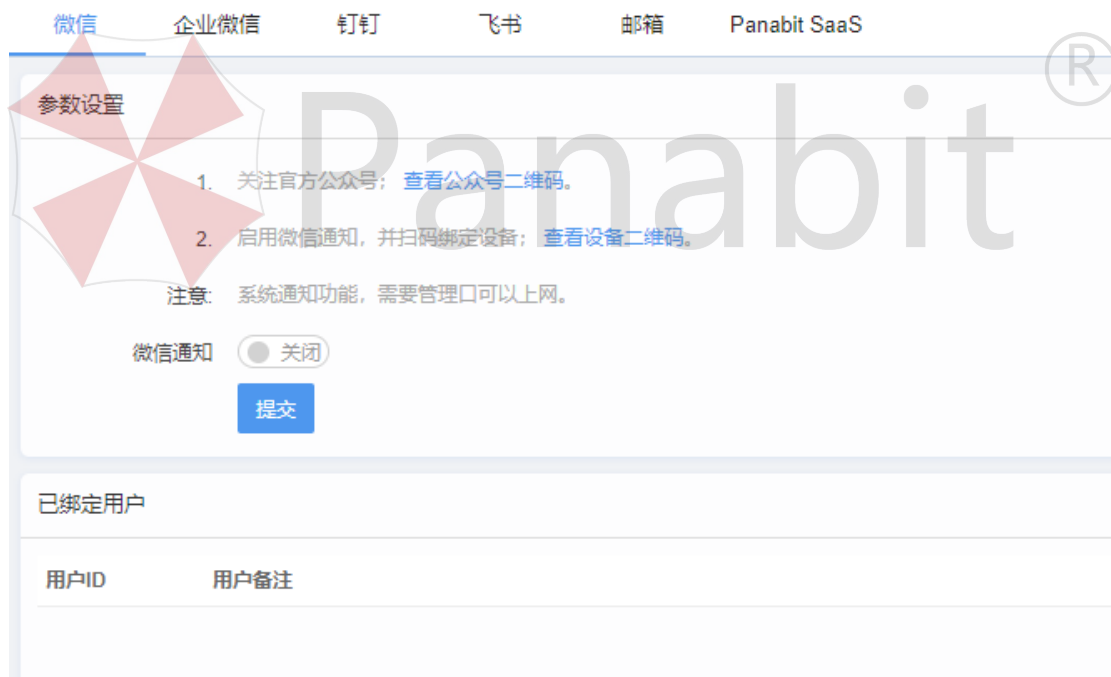 微信 企业微信 钉钉 飞书 邮箱 Panabit SaaS
参数设置
Panabit®
1. 关注官方公众号；查看公众号二维码。
2. 启用微信通知，并扫码绑定设备；查看设备二维码。
注意: 系统通知功能，需要管理口可以上网。
微信通知 关闭
提交
已绑定用户
用户ID 用户备注